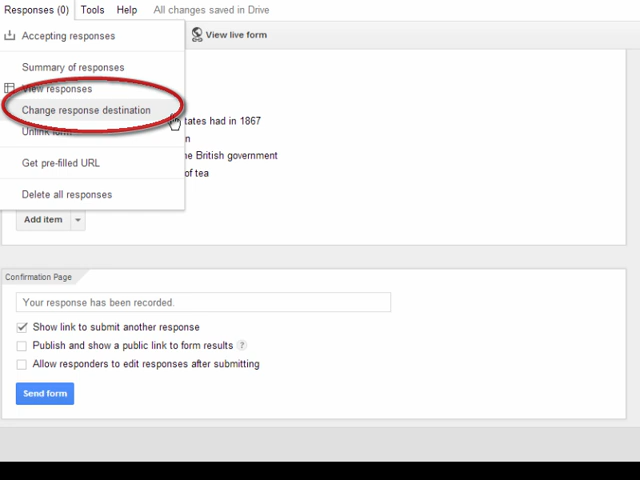 Responses (0) Tools Help All changes saved in Drive
Accepting responses
View live form
Summary of responses
View responses
Change response destination
tates had in 1867
Unlink form
n
he British government
Get pre-filled URL
of tea
Delete all responses
Add item
Confirmation Page
Your response has been recorded.
Show link to submit another response
Publish and show a public link to form results ?
Allow responders to edit responses after submitting
Send form